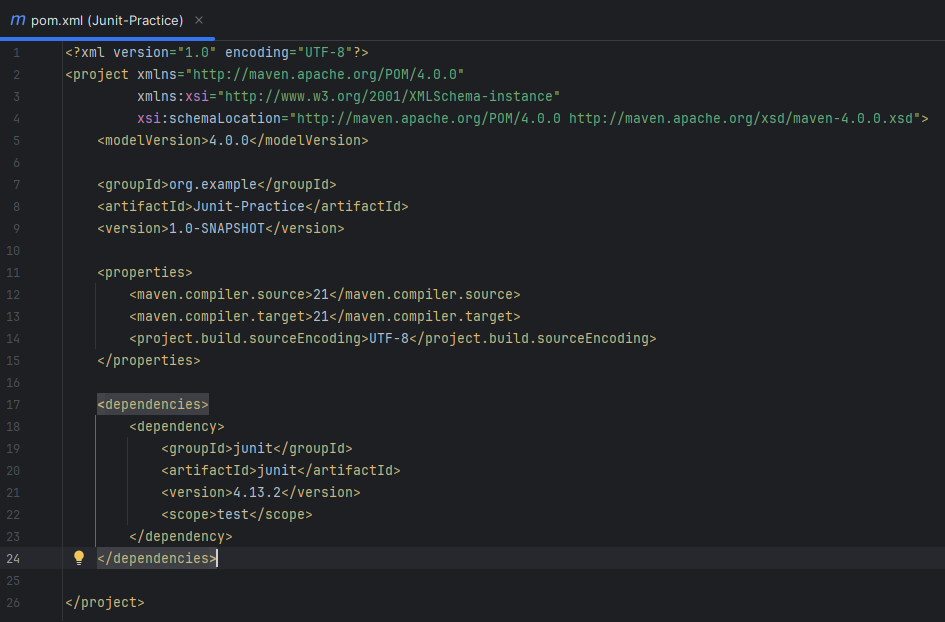 m pom.xml (Junit-Practice) ×
1 <?xml version="1.0" encoding="UTF-8"?>
2 <project xmlns="http://maven.apache.org/POM/4.0.0"
3          xmlns:xsi="http://www.w3.org/2001/XMLSchema-instance"
4          xsi:schemaLocation="http://maven.apache.org/POM/4.0.0 http://maven.apache.org/xsd/maven-4.0.0.xsd">
5     <modelVersion>4.0.0</modelVersion>
6
7     <groupId>org.example</groupId>
8     <artifactId>Junit-Practice</artifactId>
9     <version>1.0-SNAPSHOT</version>
10
11     <properties>
12         <maven.compiler.source>21</maven.compiler.source>
13         <maven.compiler.target>21</maven.compiler.target>
14         <project.build.sourceEncoding>UTF-8</project.build.sourceEncoding>
15     </properties>
16
17     <dependencies>
18         <dependency>
19             <groupId>junit</groupId>
20             <artifactId>junit</artifactId>
21             <version>4.13.2</version>
22             <scope>test</scope>
23         </dependency>
24     </dependencies>
25
26 </project>